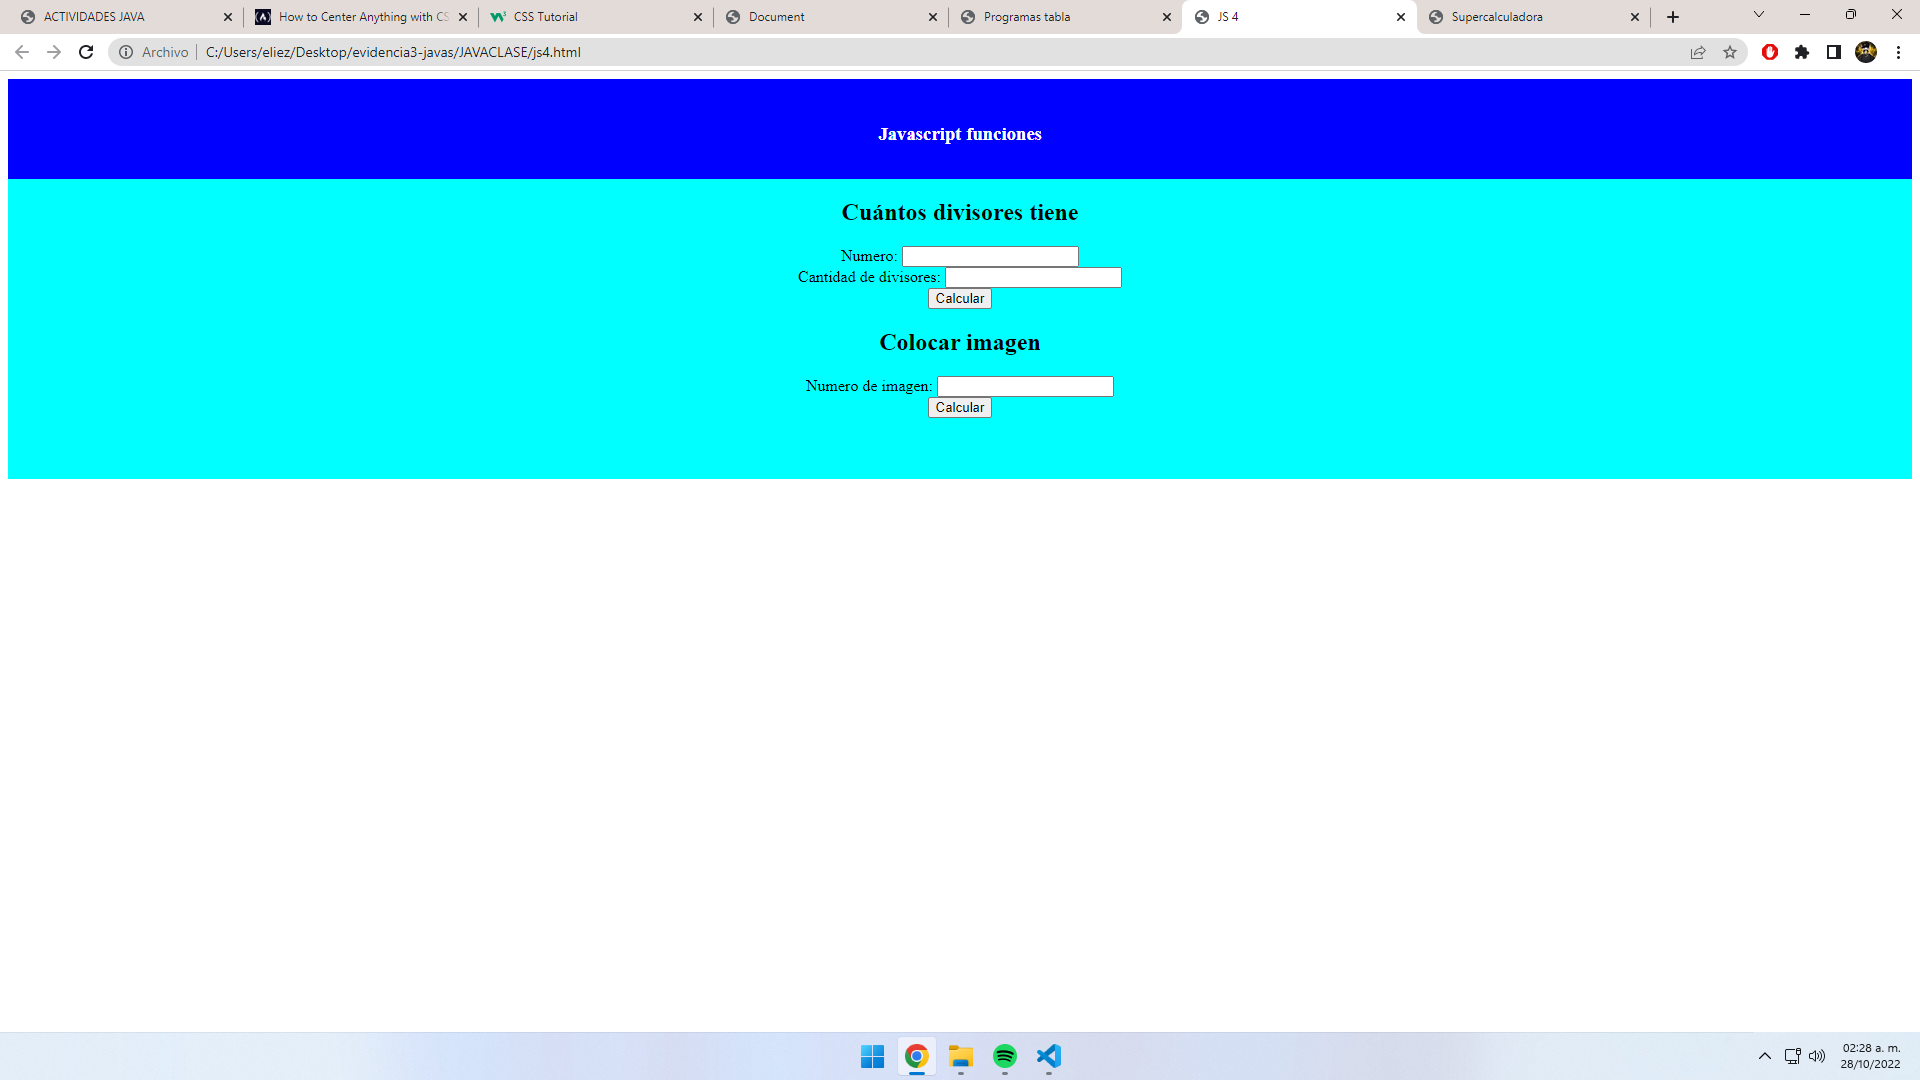 ACTIVIDADES JAVA
How to Center Anything with CS
CSS Tutorial
Document
Programas tabla
JS 4
Supercalculadora
Archivo
C:/Users/eliez/Desktop/evidencia3-javas/JAVACLASE/js4.html
Javascript funciones
Cuántos divisores tiene
Numero:
Cantidad de divisores:
Calcular
Colocar imagen
Numero de imagen:
Calcular
02:28 a. m.
28/10/2022